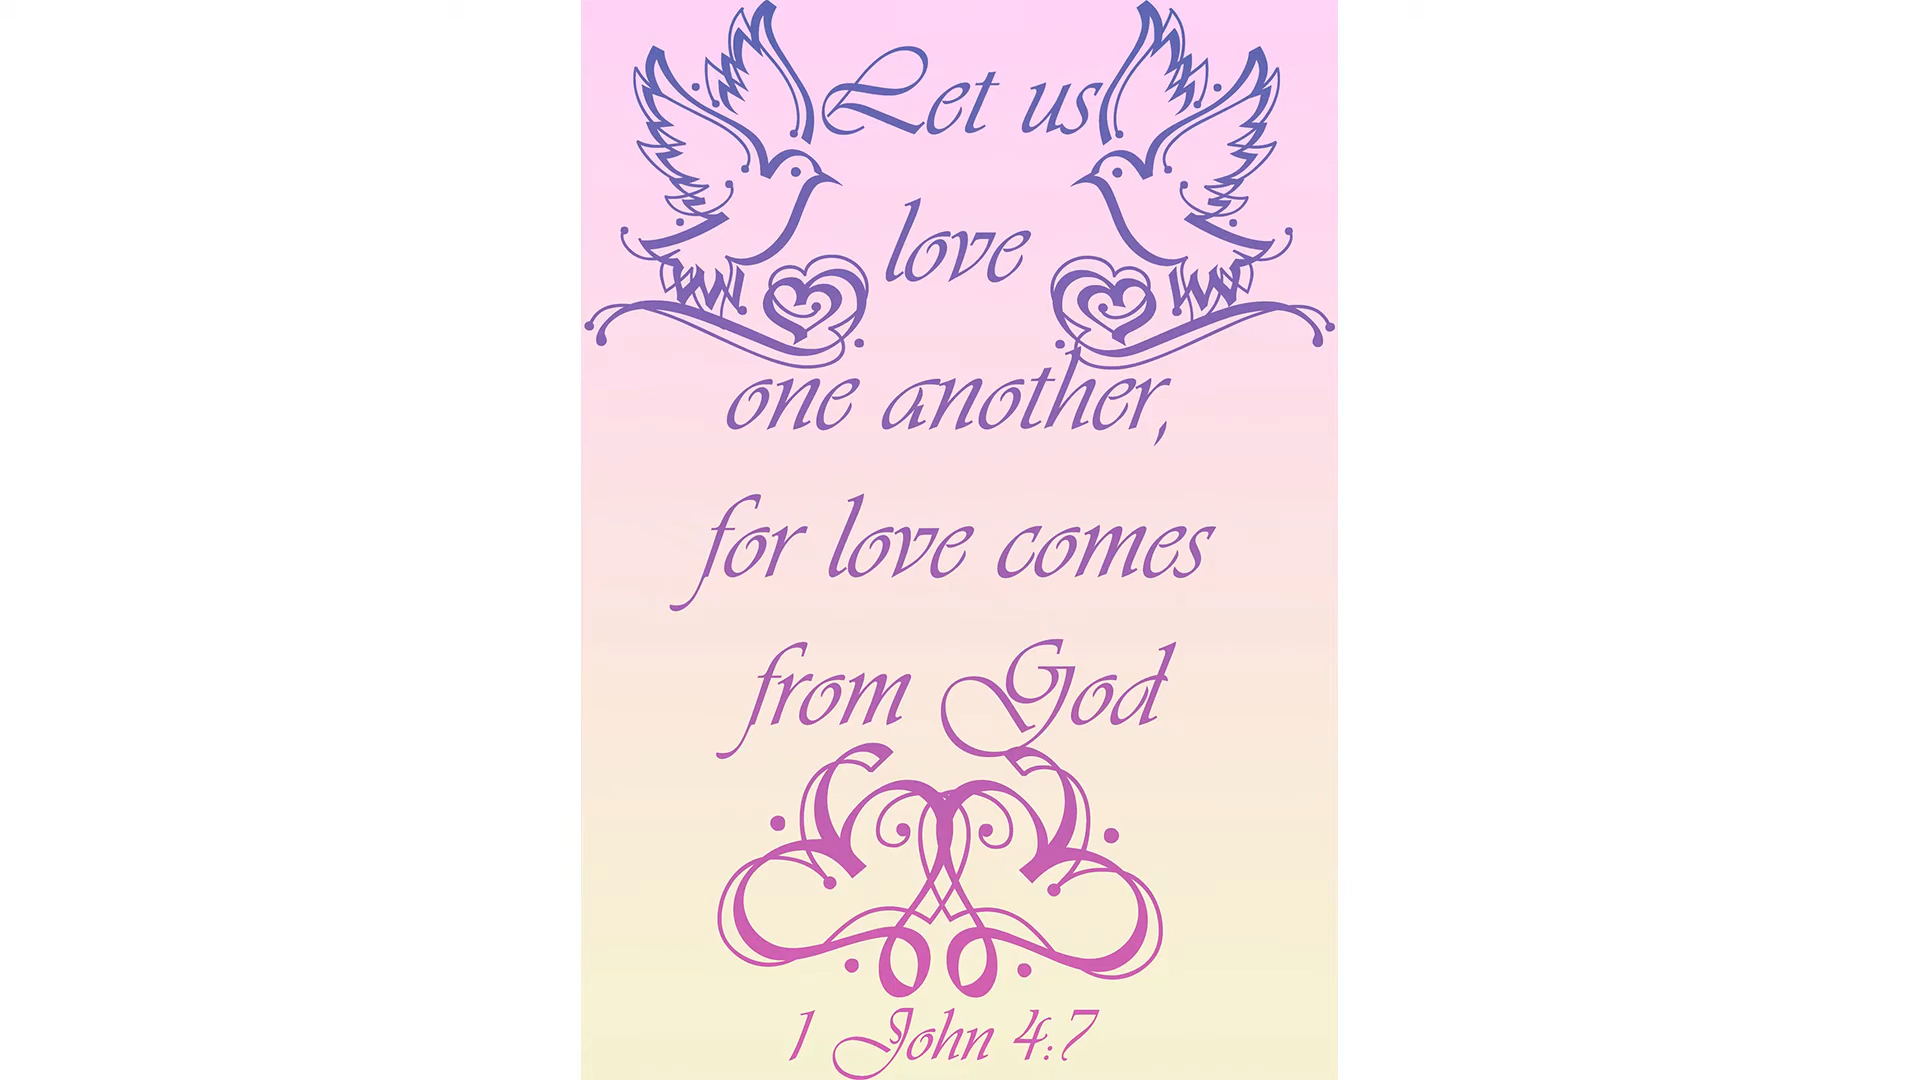 Let us
love
one another,
for love comes
from God
1 John 4:7